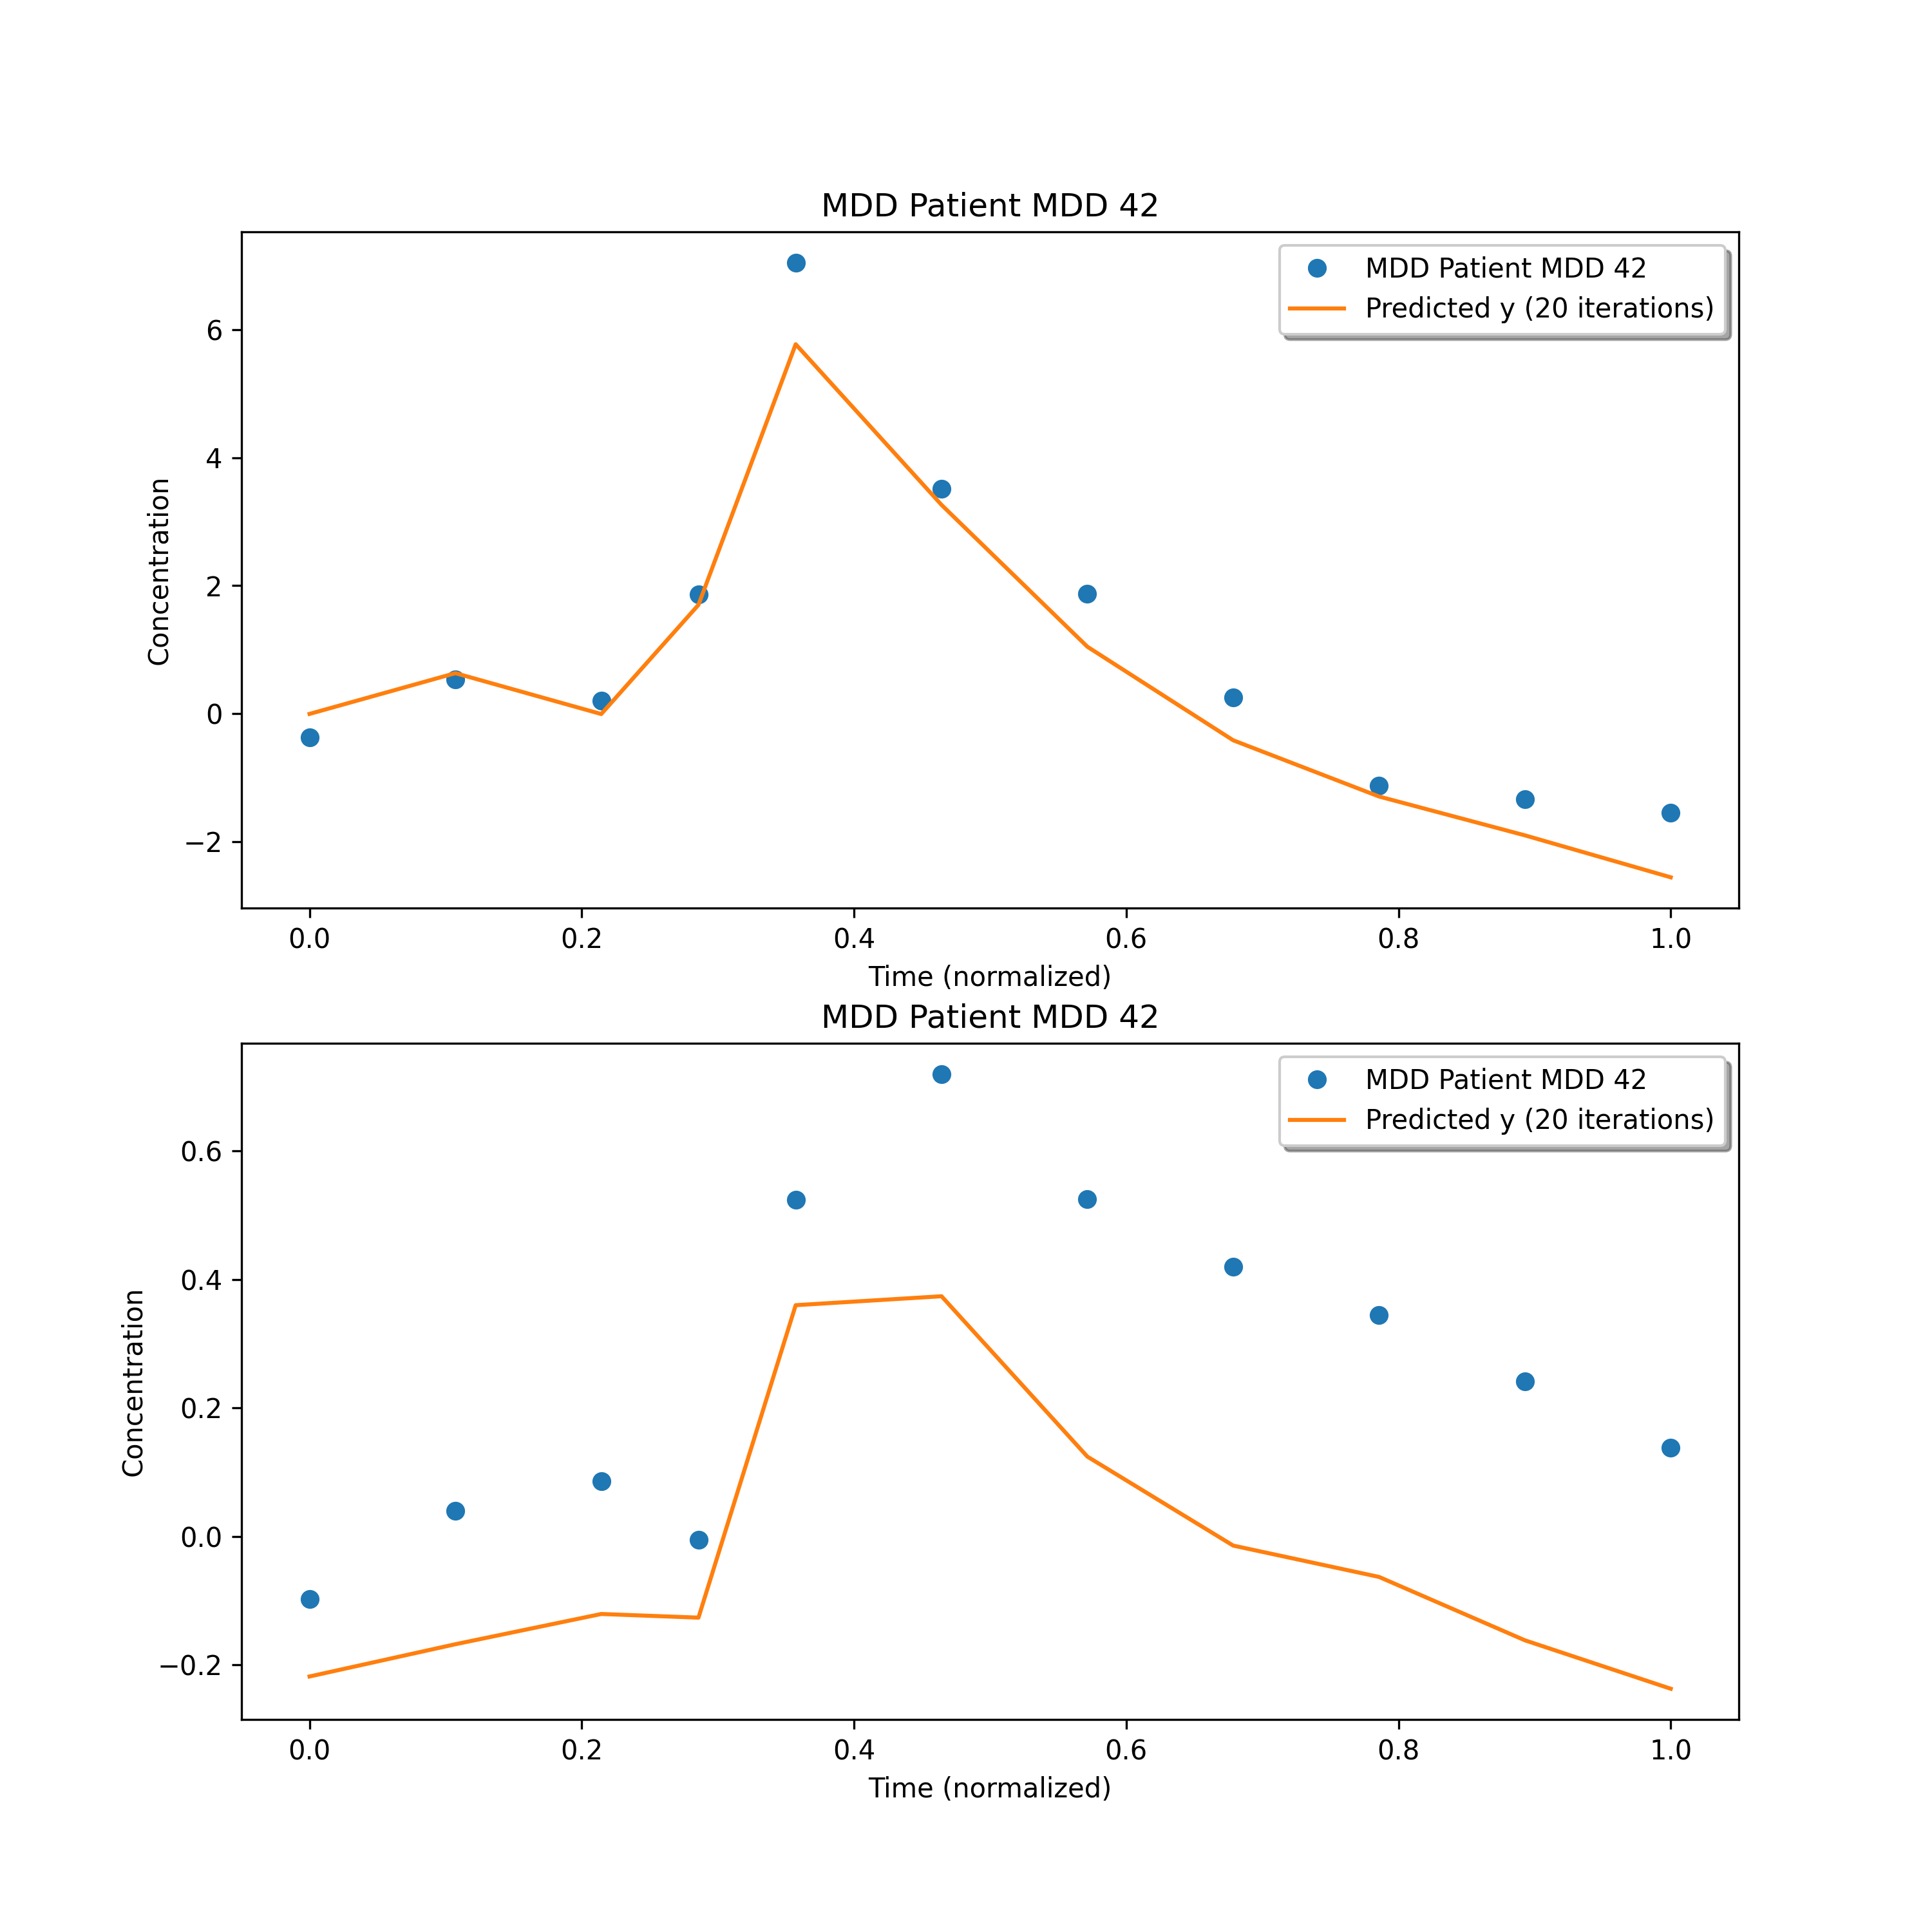 MDD Patient MDD 42
MDD Patient MDD 42
Predicted y (20 iterations)
Concentration
6
4
2
0
−2
0.0 0.2 0.4 0.6 0.8 1.0
Time (normalized)
MDD Patient MDD 42
MDD Patient MDD 42
Predicted y (20 iterations)
Concentration
0.6
0.4
0.2
0.0
−0.2
0.0 0.2 0.4 0.6 0.8 1.0
Time (normalized)